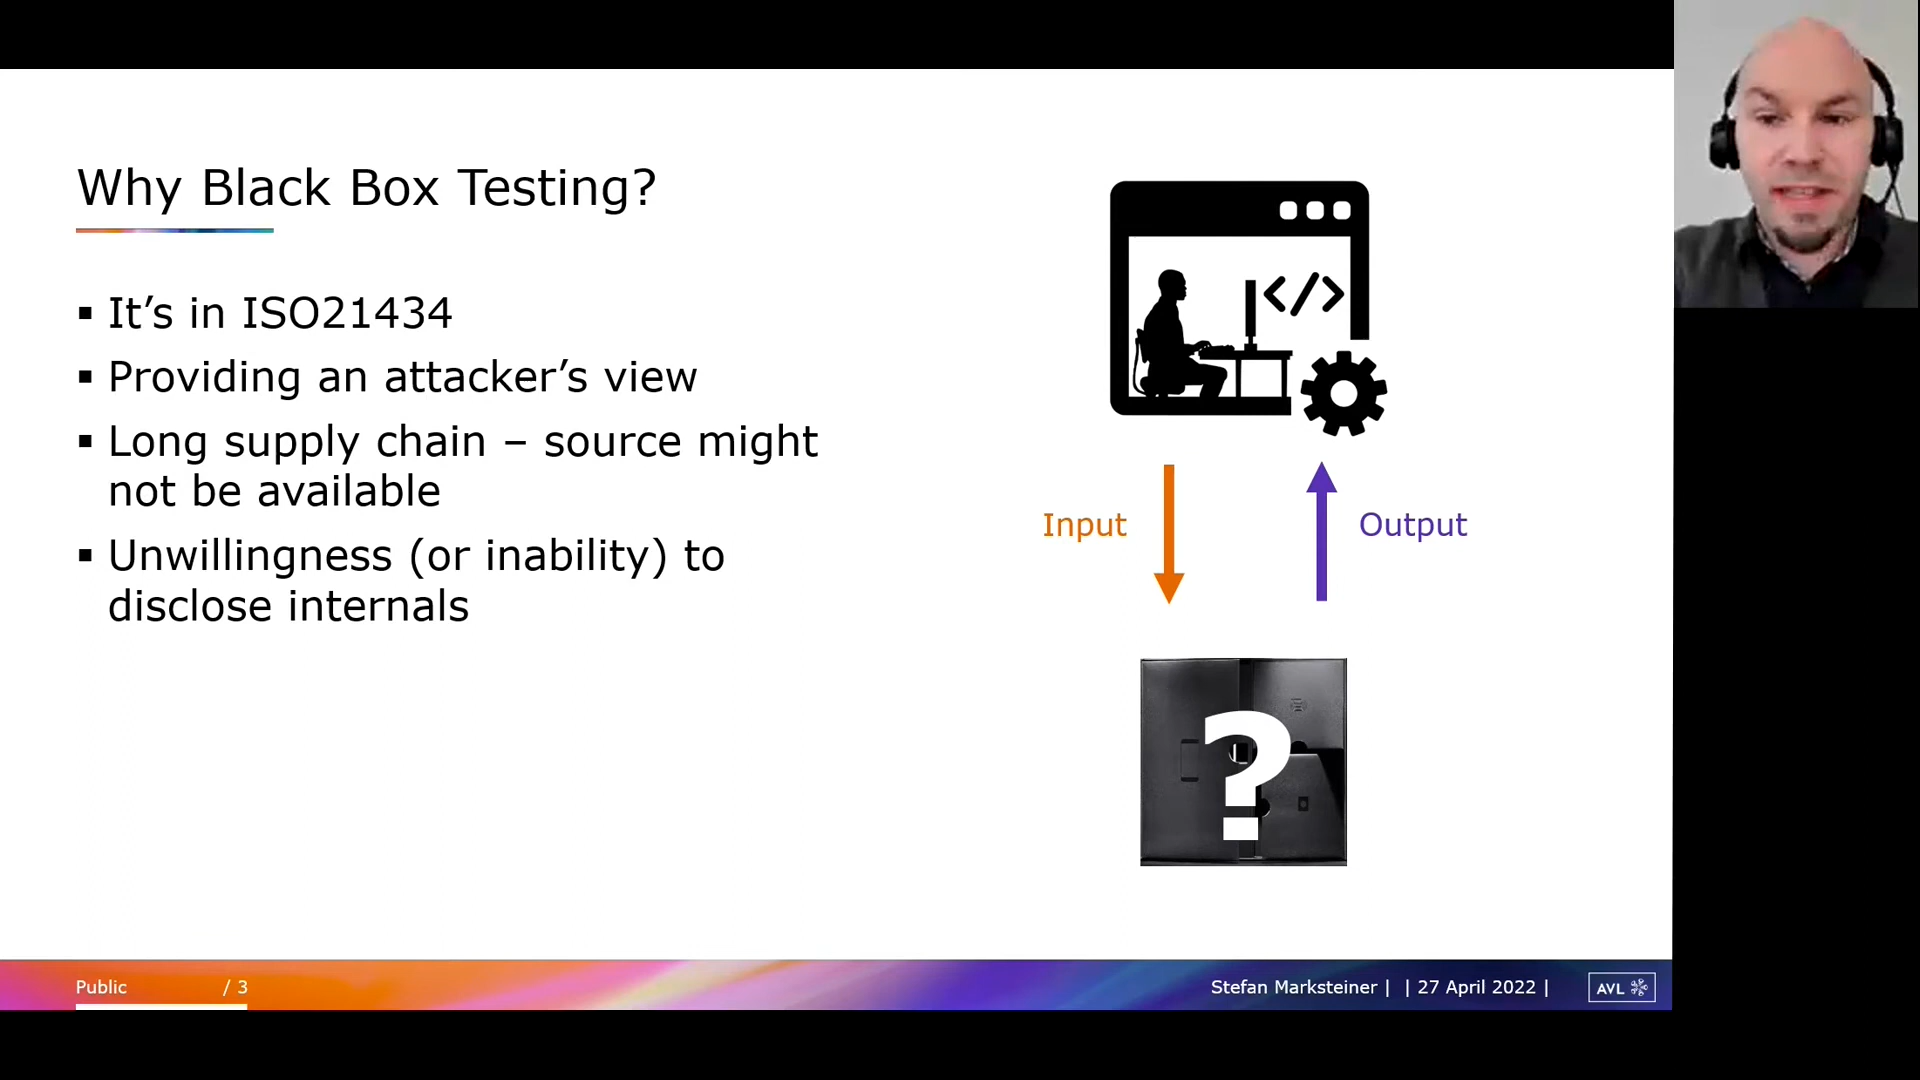 Why Black Box Testing?
▪ It’s in ISO21434
▪ Providing an attacker’s view
▪ Long supply chain – source might
not be available
▪ Unwillingness (or inability) to
disclose internals
</>
Input
Output
?
Public / 3
Stefan Marksteiner | | 27 April 2022 |
AVL